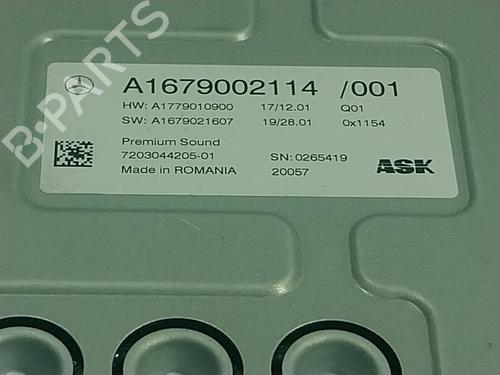 B-PARTS
A1679002114 /001
HW: A1779010900 17/12.01 Q01
SW: A1679021607 19/28.01 0x1154
Premium Sound
7203044205-01 SN: 0265419
Made in ROMANIA 20057
ASK